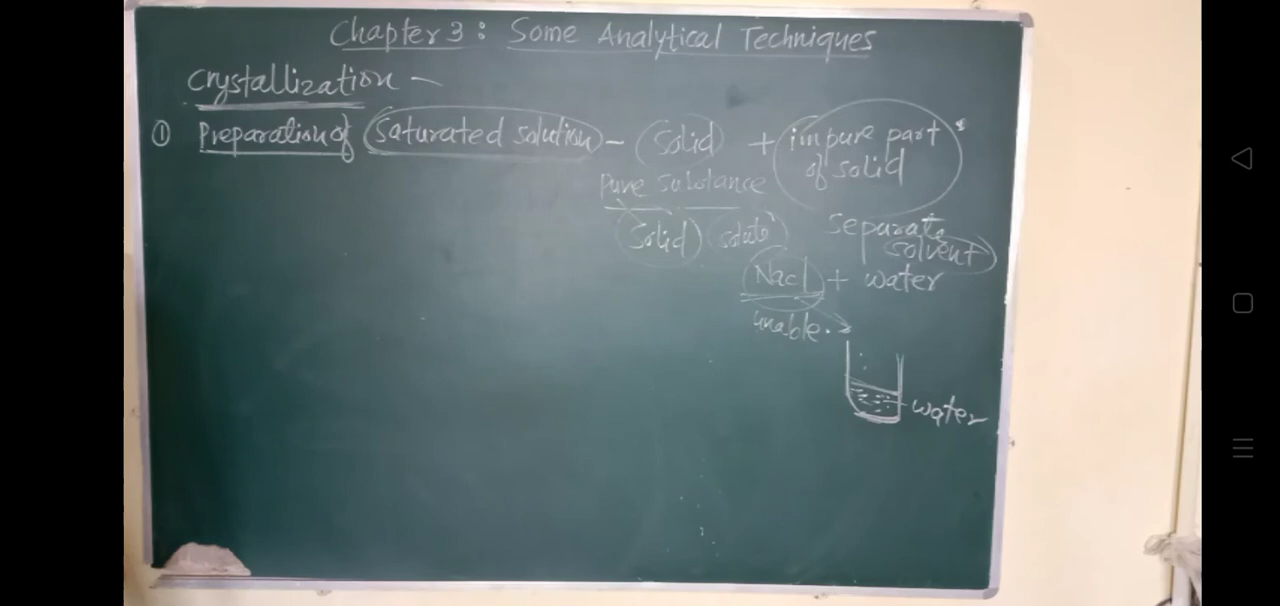 Chapter 3 : Some Analytical Techniques
Crystallization –
① Preparation of Saturated solution – Solid + impure part of solid
Pure substance
Solid solute separate
solvent
Nacl + water
unable.
water